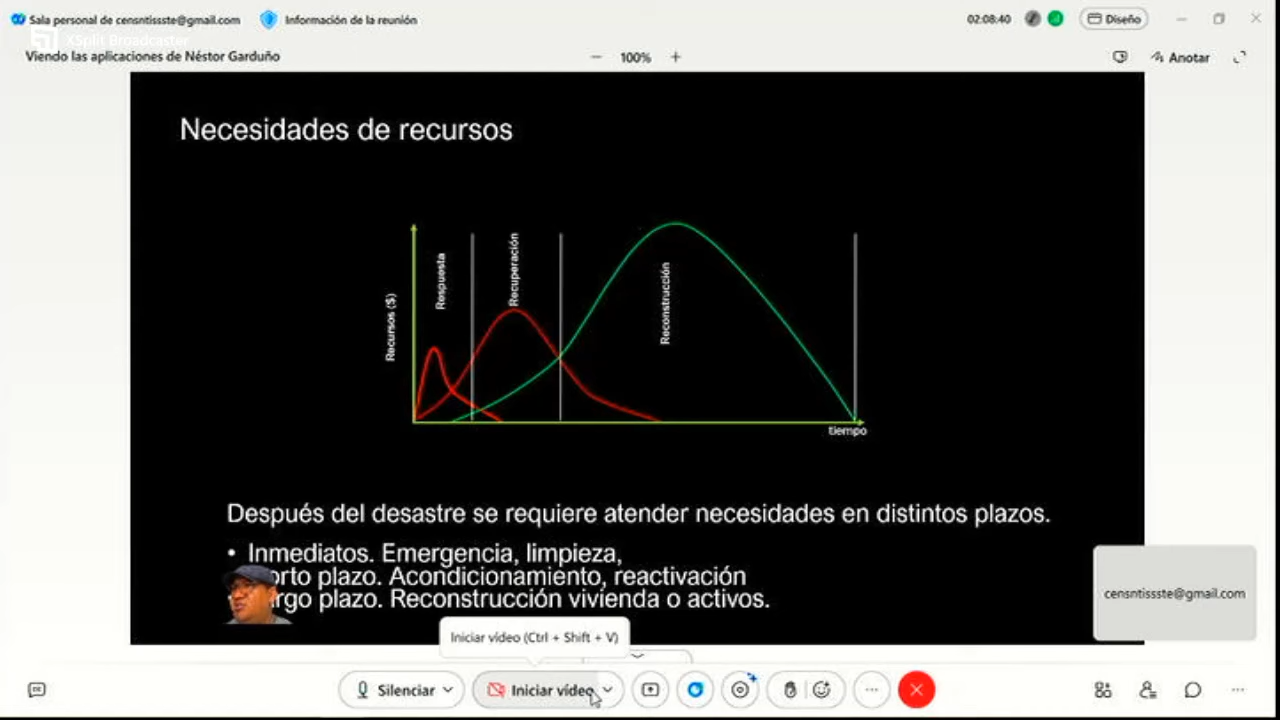 Sala personal de censntissste@gmail.com
Información de la reunión
02:08:40
Diseño
XSplit Broadcaster
Viendo las aplicaciones de Néstor Garduño
100%
Anotar
Necesidades de recursos
Recursos ($)
Respuesta
Recuperación
Reconstrucción
tiempo
Después del desastre se requiere atender necesidades en distintos plazos.
• Inmediatos. Emergencia, limpieza,
orto plazo. Acondicionamiento, reactivación
argo plazo. Reconstrucción vivienda o activos.
censntissste@gmail.com
Iniciar vídeo (Ctrl + Shift + V)
Silenciar
Iniciar vídeo